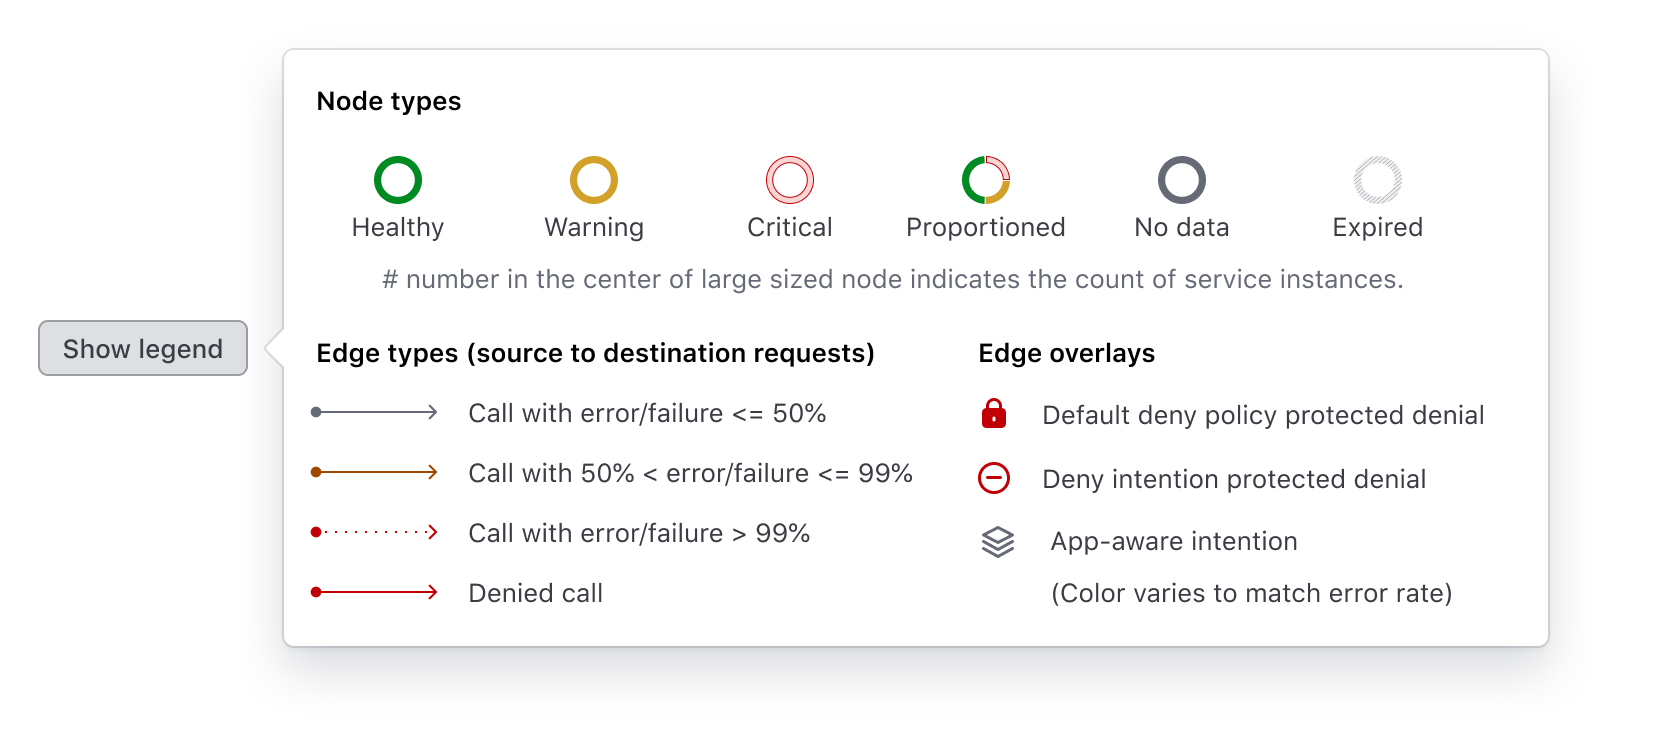 Node types
Healthy
Warning
Critical
Proportioned
No data
Expired
# number in the center of large sized node indicates the count of service instances.
Show legend
Edge types (source to destination requests)
Call with error/failure <= 50%
Call with 50% < error/failure <= 99%
Call with error/failure > 99%
Denied call
Edge overlays
Default deny policy protected denial
Deny intention protected denial
App-aware intention
(Color varies to match error rate)